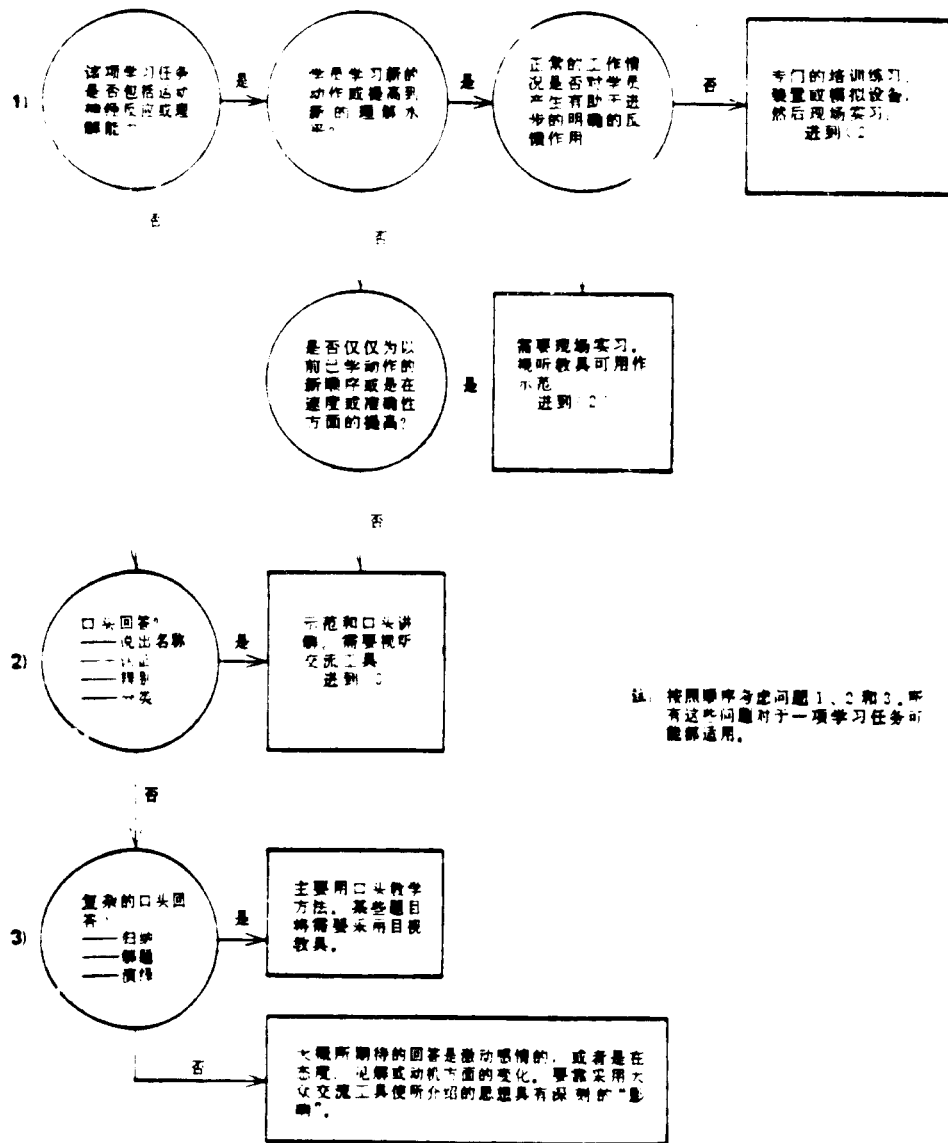 1)
该项学习任务
是否包括运动
神经反应或理
解能
是
学员学习新的
动作或提高到
新的理解水
平?
是
正常的工作情
况是否对学员
产生有助于进
步的明确的反
馈作用
否
专门的培训练习
装置或模拟设备,
然后现场实习,
进到(2
否
否
是否仅仅为以
前已学动作的
新顺序或是在
速度或准确性
方面的提高?
是
需要现场实习。
视听教具可用作
示范
进到(2)
否
2)
口头回答?
——说出名称
——
——辨别
——分类
是
示范和口头讲
解, 需要视听
交流工具
进到(3
注: 按照顺序考虑问题1、2和3。所
有这些问题对于一项学习任务可
能都适用。
否
3)
复杂的口头回
答?
——归纳
——解题
——演绎
是
主要用口头教学
方法。某些题目
将需要采用目视
教具。
否
大概所期待的回答是激动感情的, 或者是在
态度、见解或动机方面的变化。要靠采用大
众交流工具使所介绍的思想具有深刻的“影
响”。